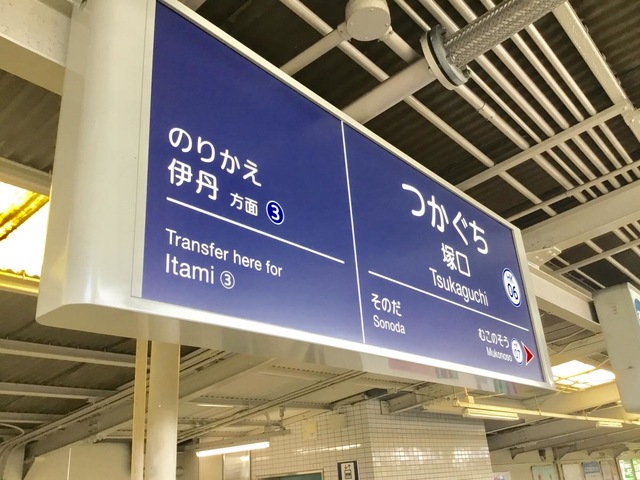 のりかえ
伊丹 方面 ③
Transfer here for
Itami ③
つかぐち
塚口
Tsukaguchi
06
そのだ
Sonoda
むこのそう
Mukonoso